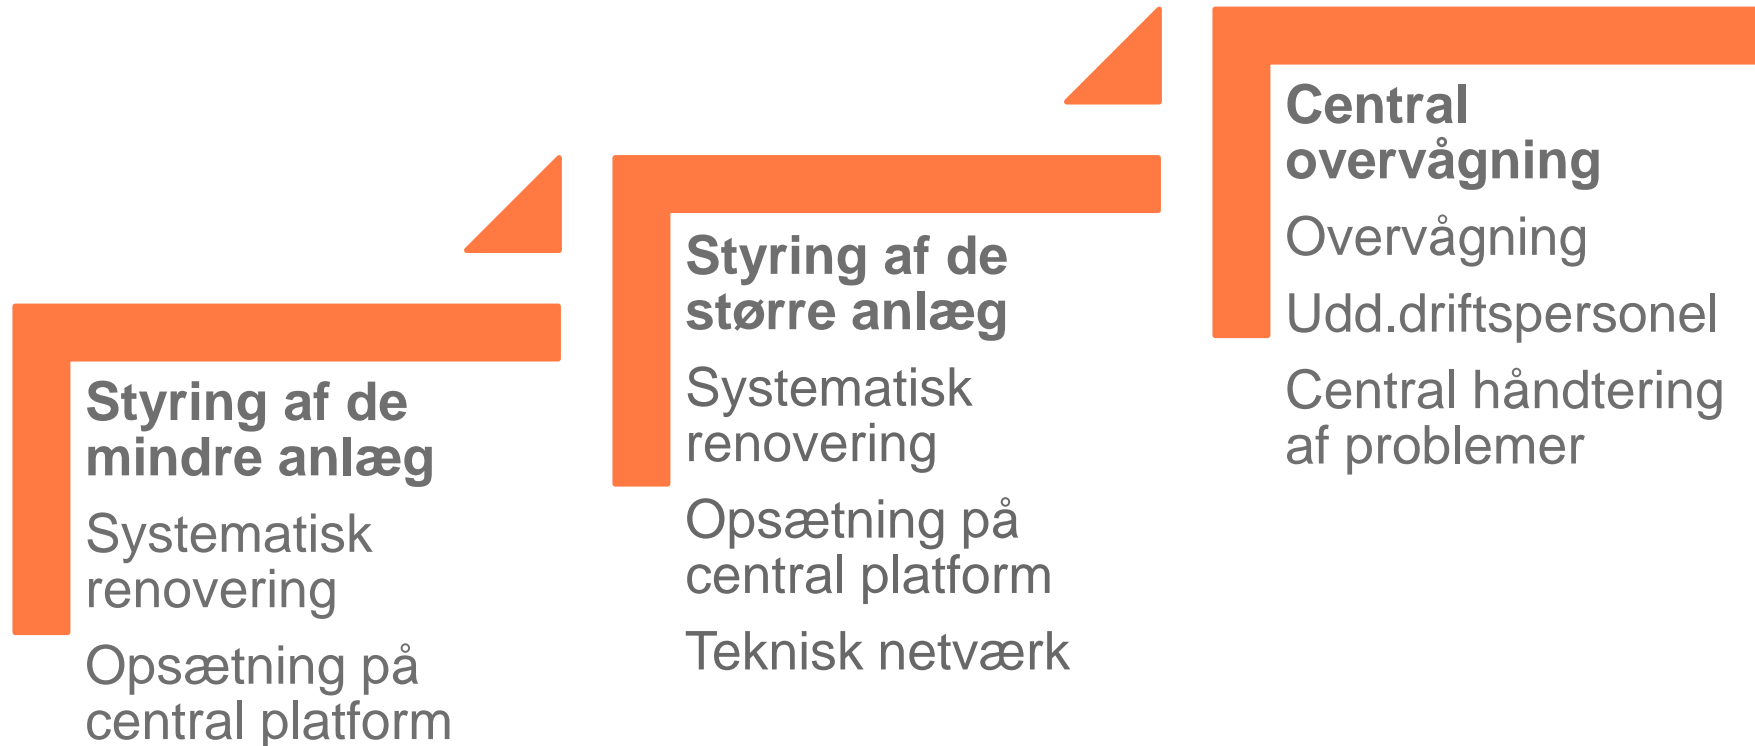 Styring af de
mindre anlæg
Systematisk
renovering
Opsætning på
central platform
Styring af de
større anlæg
Systematisk
renovering
Opsætning på
central platform
Teknisk netværk
Central
overvågning
Overvågning
Udd.driftspersonel
Central håndtering
af problemer